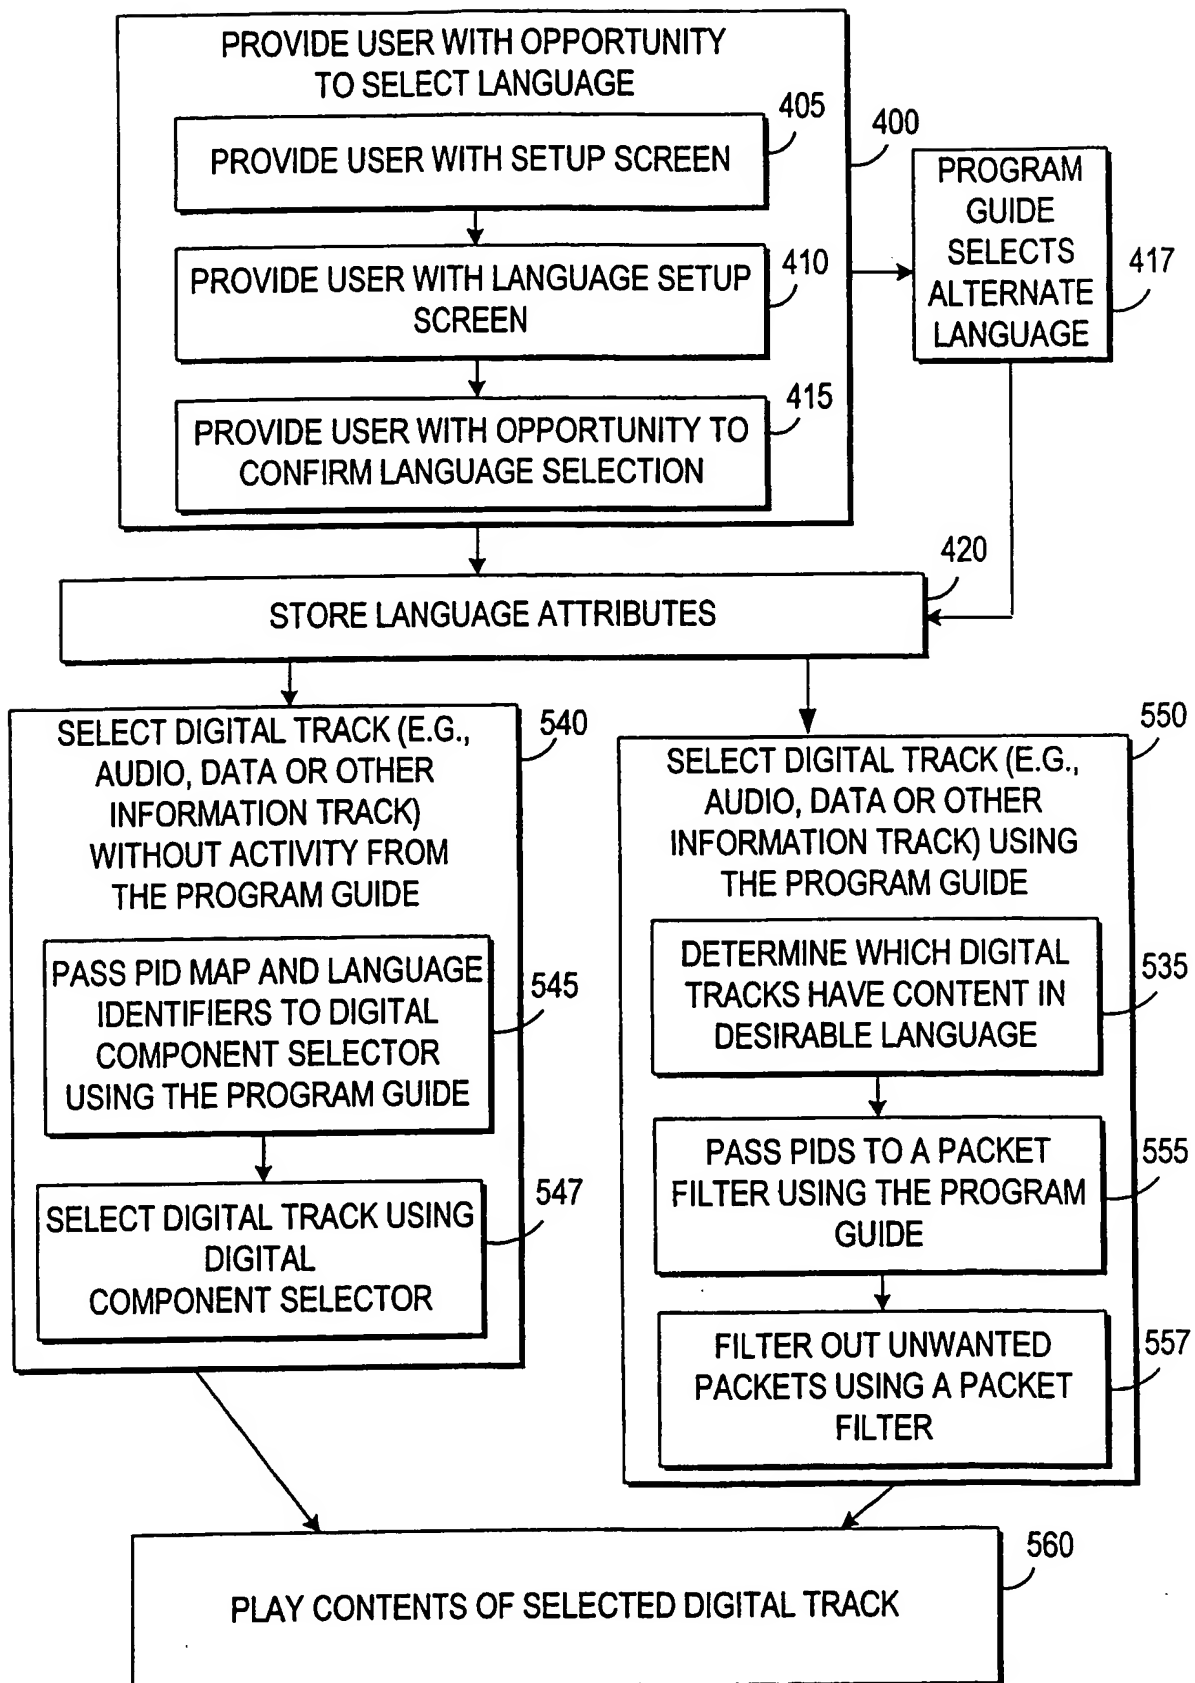 PROVIDE USER WITH OPPORTUNITY
TO SELECT LANGUAGE
405
400
PROVIDE USER WITH SETUP SCREEN
PROGRAM
GUIDE
SELECTS
ALTERNATE
LANGUAGE
417
410
PROVIDE USER WITH LANGUAGE SETUP
SCREEN
415
PROVIDE USER WITH OPPORTUNITY TO
CONFIRM LANGUAGE SELECTION
420
STORE LANGUAGE ATTRIBUTES
540
SELECT DIGITAL TRACK (E.G.,
AUDIO, DATA OR OTHER
INFORMATION TRACK)
WITHOUT ACTIVITY FROM
THE PROGRAM GUIDE
PASS PID MAP AND LANGUAGE
IDENTIFIERS TO DIGITAL
COMPONENT SELECTOR
USING THE PROGRAM GUIDE
545
SELECT DIGITAL TRACK USING
DIGITAL
COMPONENT SELECTOR
547
550
SELECT DIGITAL TRACK (E.G.,
AUDIO, DATA OR OTHER
INFORMATION TRACK) USING
THE PROGRAM GUIDE
DETERMINE WHICH DIGITAL
TRACKS HAVE CONTENT IN
DESIRABLE LANGUAGE
535
PASS PIDS TO A PACKET
FILTER USING THE PROGRAM
GUIDE
555
FILTER OUT UNWANTED
PACKETS USING A PACKET
FILTER
557
560
PLAY CONTENTS OF SELECTED DIGITAL TRACK